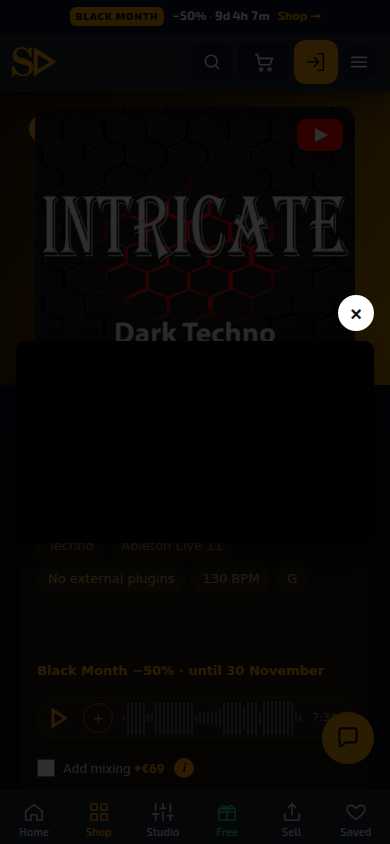 BLACK MONTH −50% · 9d 4h 7m Shop →
SD
INTRICATE
Dark Techno
×
Techno Ableton Live 11
No external plugins 130 BPM G
Black Month −50% · until 30 November
Add mixing +€69 i
Home Shop Studio Free Sell Saved